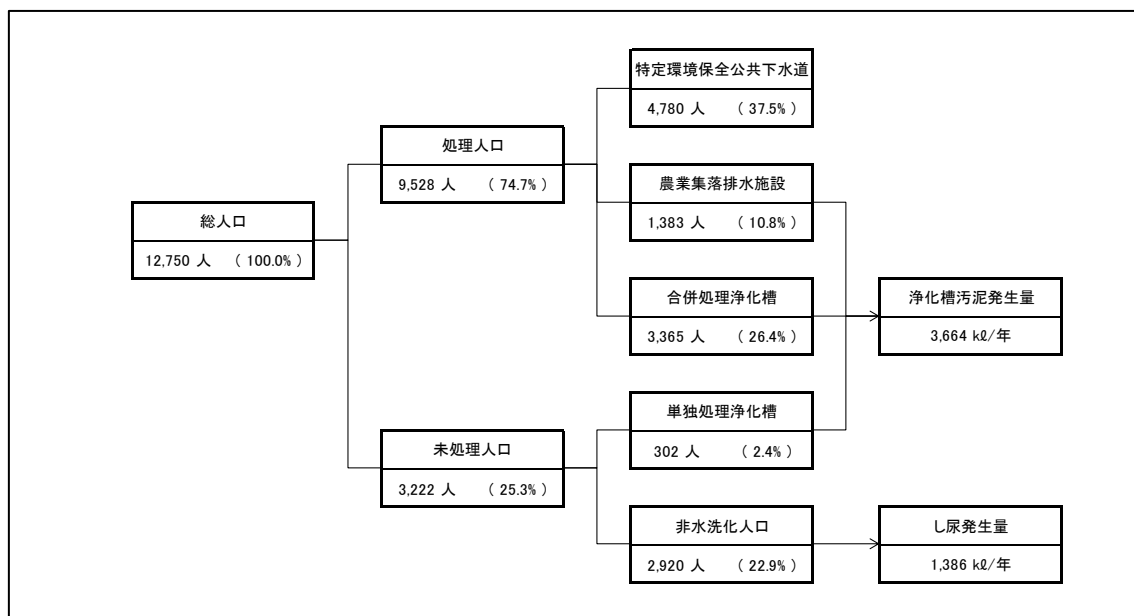 特定環境保全公共下水道
4,780 人 ( 37.5% )
処理人口
9,528 人 ( 74.7% )
農業集落排水施設
1,383 人 ( 10.8% )
総人口
12,750 人 ( 100.0% )
合併処理浄化槽
3,365 人 ( 26.4% )
浄化槽汚泥発生量
3,664 kℓ/年
単独処理浄化槽
302 人 ( 2.4% )
未処理人口
3,222 人 ( 25.3% )
非水洗化人口
2,920 人 ( 22.9% )
し尿発生量
1,386 kℓ/年